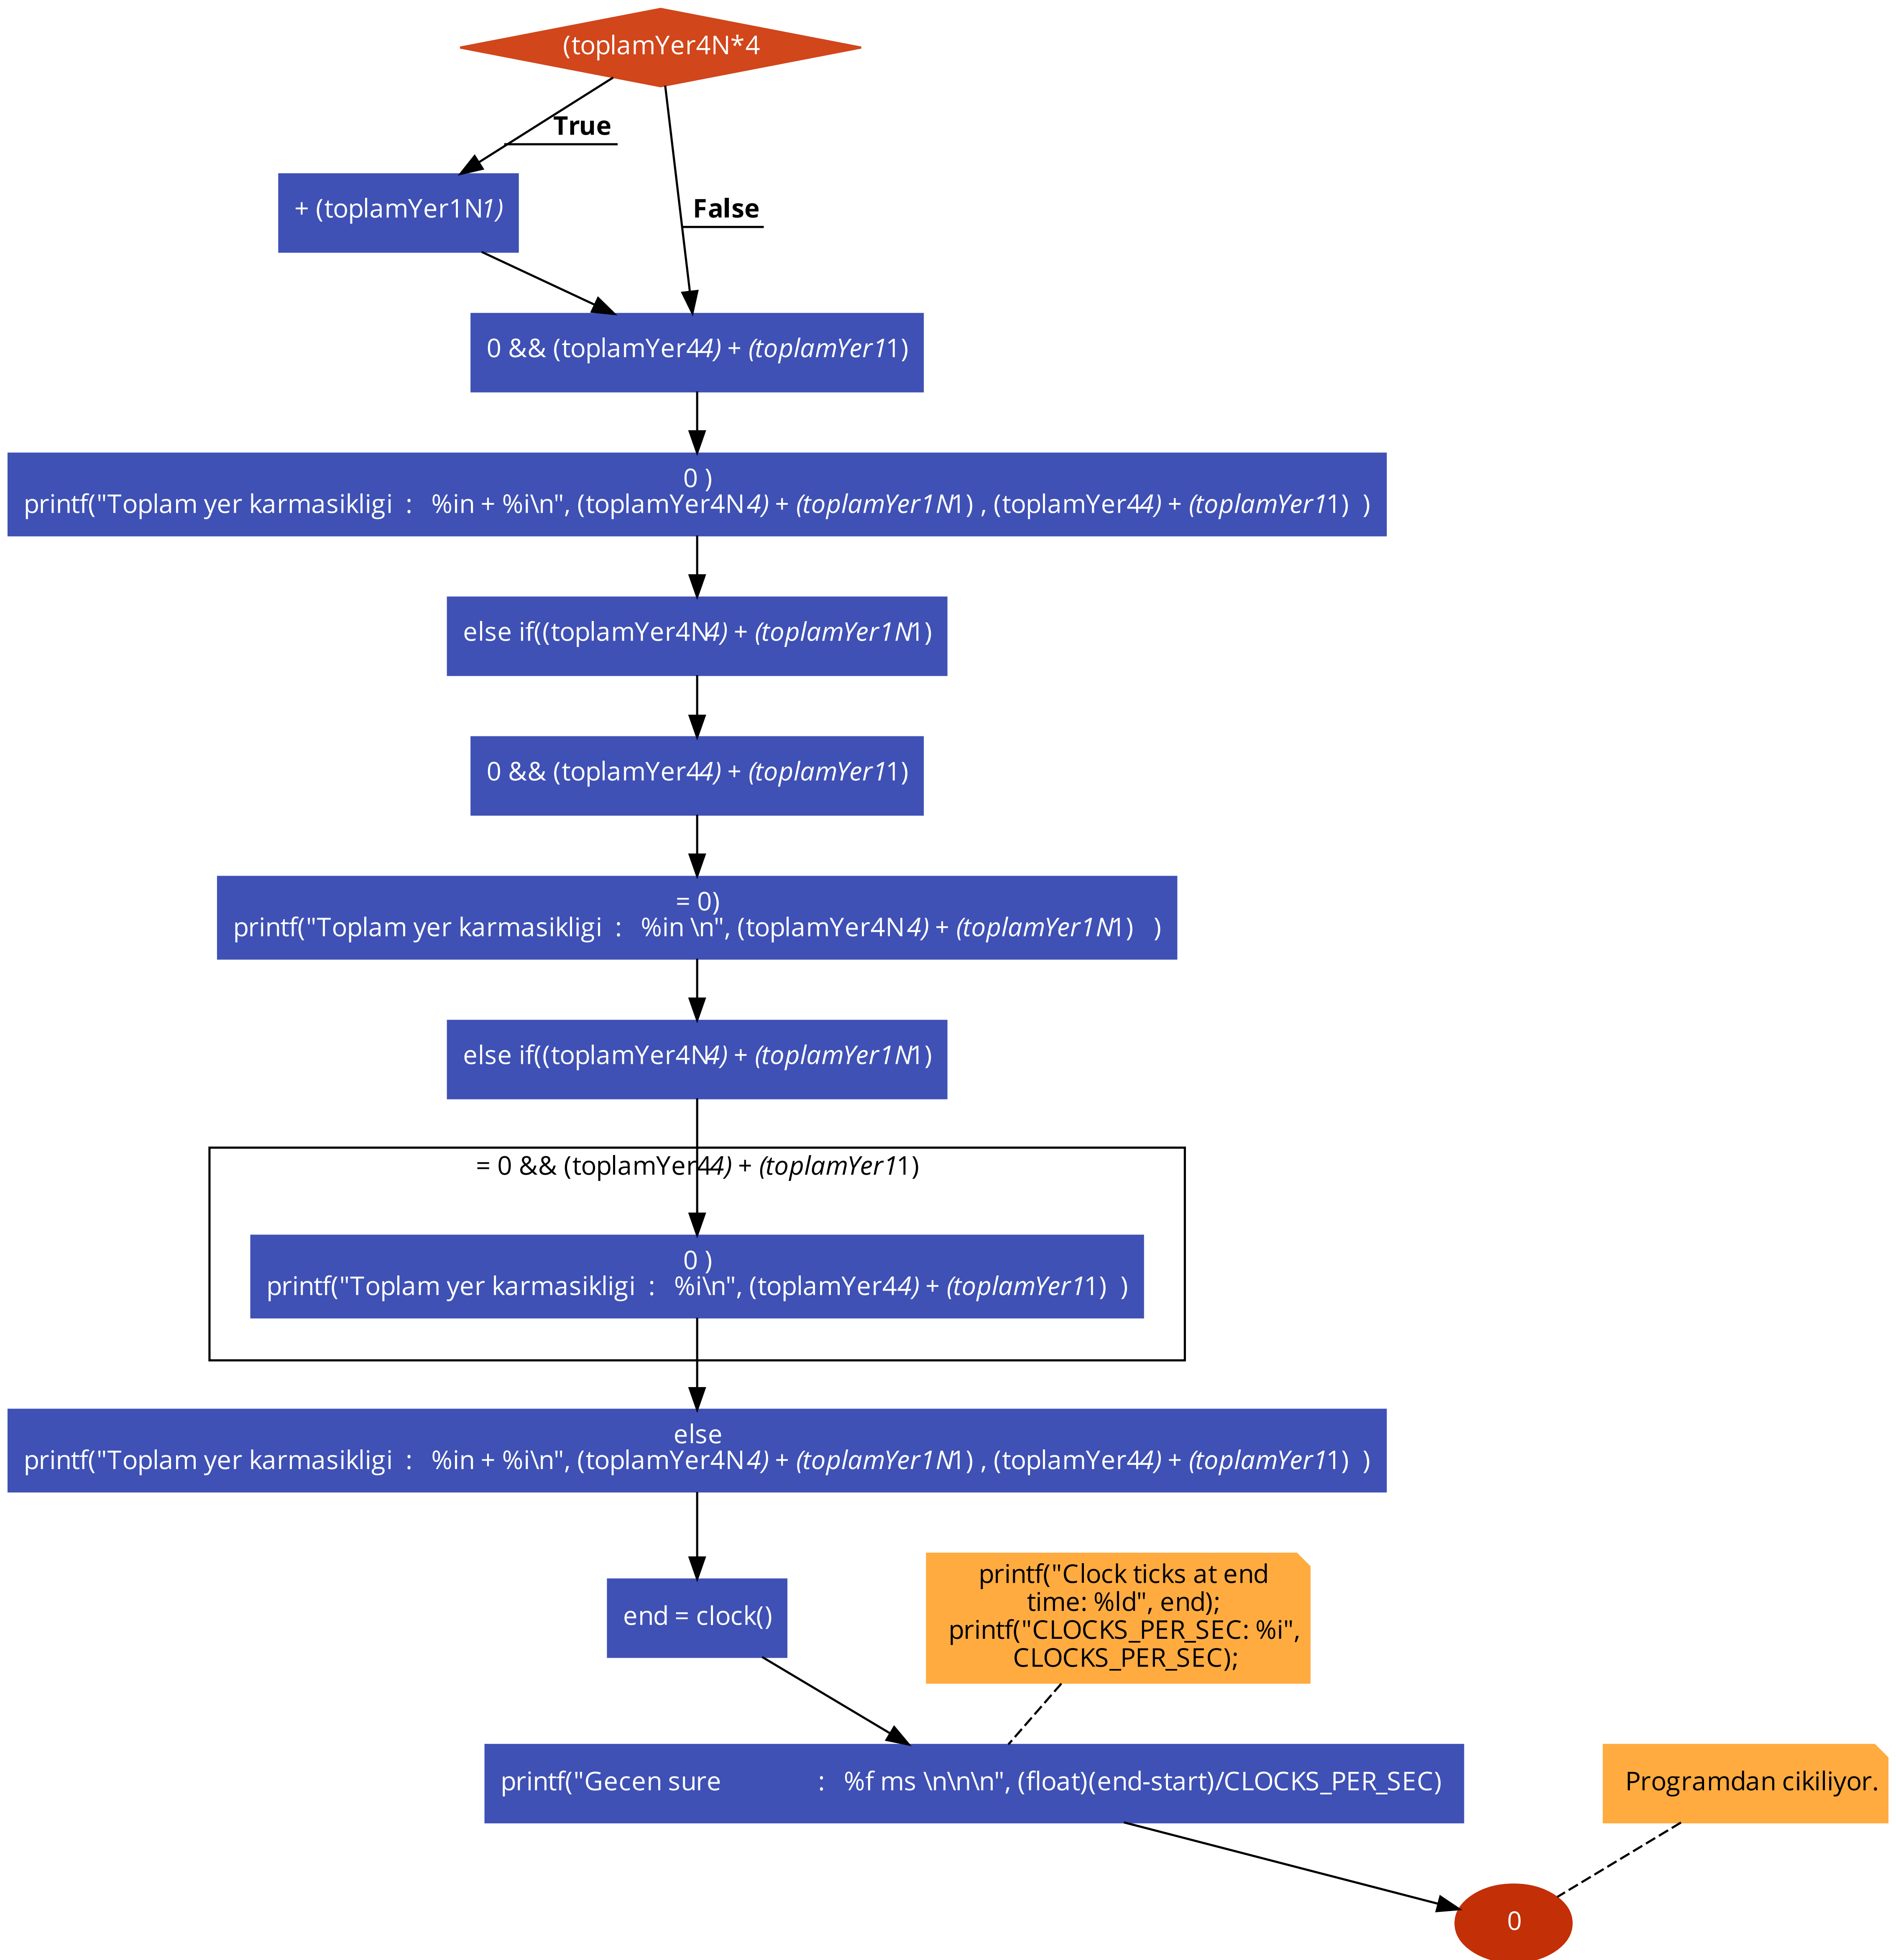 (toplamYer4N*4
True
+ (toplamYer1N1)
False
0 && (toplamYer44) + (toplamYer11)
0 )
printf("Toplam yer karmasikligi  :   %in + %i\n", (toplamYer4N4) + (toplamYer1N1) , (toplamYer44) + (toplamYer11)  )
else if((toplamYer4N4) + (toplamYer1N1)
0 && (toplamYer44) + (toplamYer11)
= 0)
printf("Toplam yer karmasikligi  :   %in \n", (toplamYer4N4) + (toplamYer1N1)   )
else if((toplamYer4N4) + (toplamYer1N1)
= 0 && (toplamYer44) + (toplamYer11)
0 )
printf("Toplam yer karmasikligi  :   %i\n", (toplamYer44) + (toplamYer11)  )
else
printf("Toplam yer karmasikligi  :   %in + %i\n", (toplamYer4N4) + (toplamYer1N1) , (toplamYer44) + (toplamYer11)  )
end = clock()
printf("Clock ticks at end
time: %ld", end);
printf("CLOCKS_PER_SEC: %i",
CLOCKS_PER_SEC);
printf("Gecen sure               :   %f ms \n\n\n", (float)(end-start)/CLOCKS_PER_SEC)
Programdan cikiliyor.
0